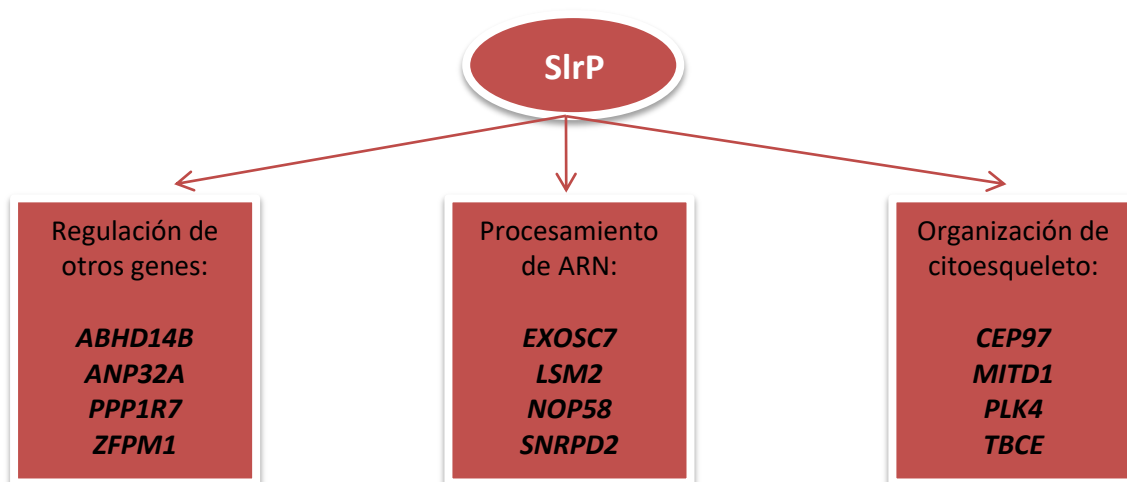 SlrP
Regulación de
otros genes:
ABHD14B
ANP32A
PPP1R7
ZFPM1
Procesamiento
de ARN:
EXOSC7
LSM2
NOP58
SNRPD2
Organización de
citoesqueleto:
CEP97
MITD1
PLK4
TBCE